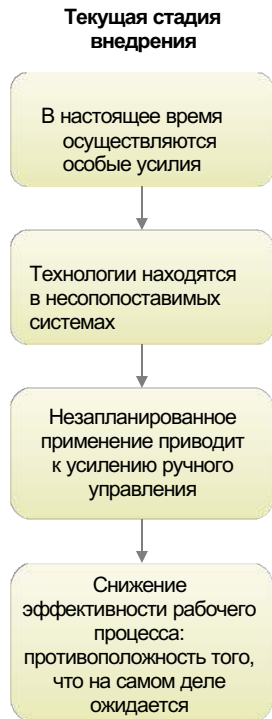 Текущая стадия
внедрения
В настоящее время
осуществляются
особые усилия
Технологии находятся
в несопопоставимых
системах
Незапланированное
применение приводит
к усилению ручного
управления
Снижение
эффективности рабочего
процесса:
противоположность того,
что на самом деле
ожидается